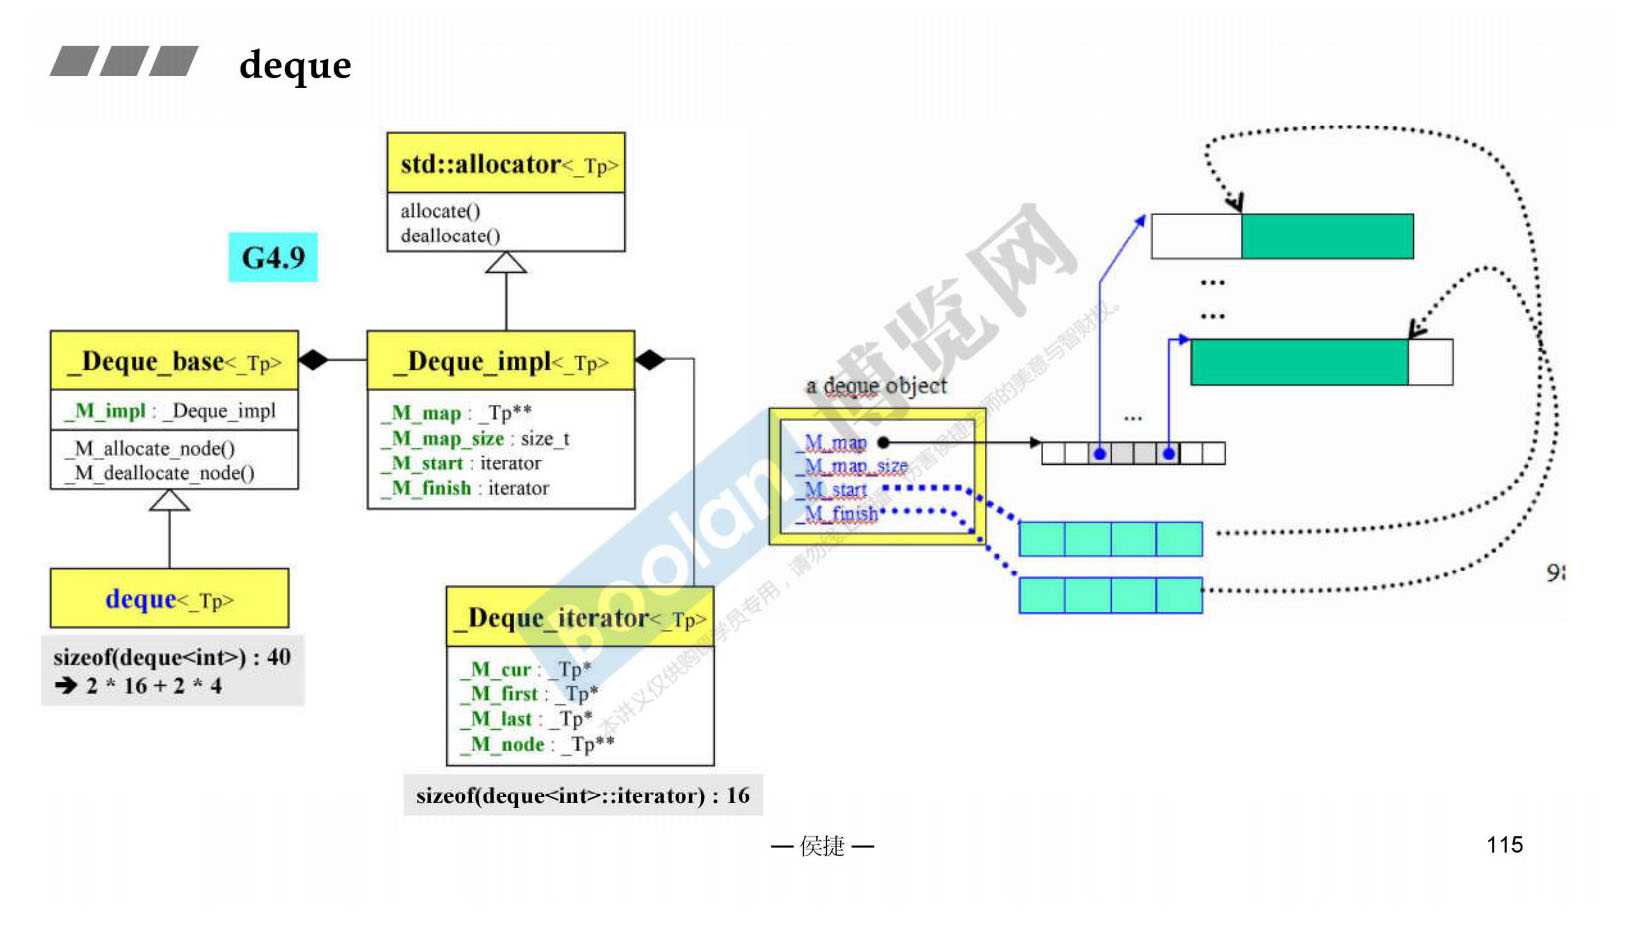 deque
std::allocator<_Tp>
allocate()
deallocate()
G4.9
_Deque_base<_Tp>
_M_impl : _Deque_impl
_M_allocate_node()
_M_deallocate_node()
_Deque_impl<_Tp>
_M_map : _Tp**
_M_map_size : size_t
_M_start : iterator
_M_finish : iterator
deque<_Tp>
sizeof(deque<int>) : 40
➔ 2 * 16 + 2 * 4
_Deque_iterator<_Tp>
_M_cur : _Tp*
_M_first : _Tp*
_M_last : _Tp*
_M_node : _Tp**
sizeof(deque<int>::iterator) : 16
a deque object
_M_map
_M_map_size
_M_start
_M_finish
...
...
...
Boolan 博览网
— 侯捷 —
115